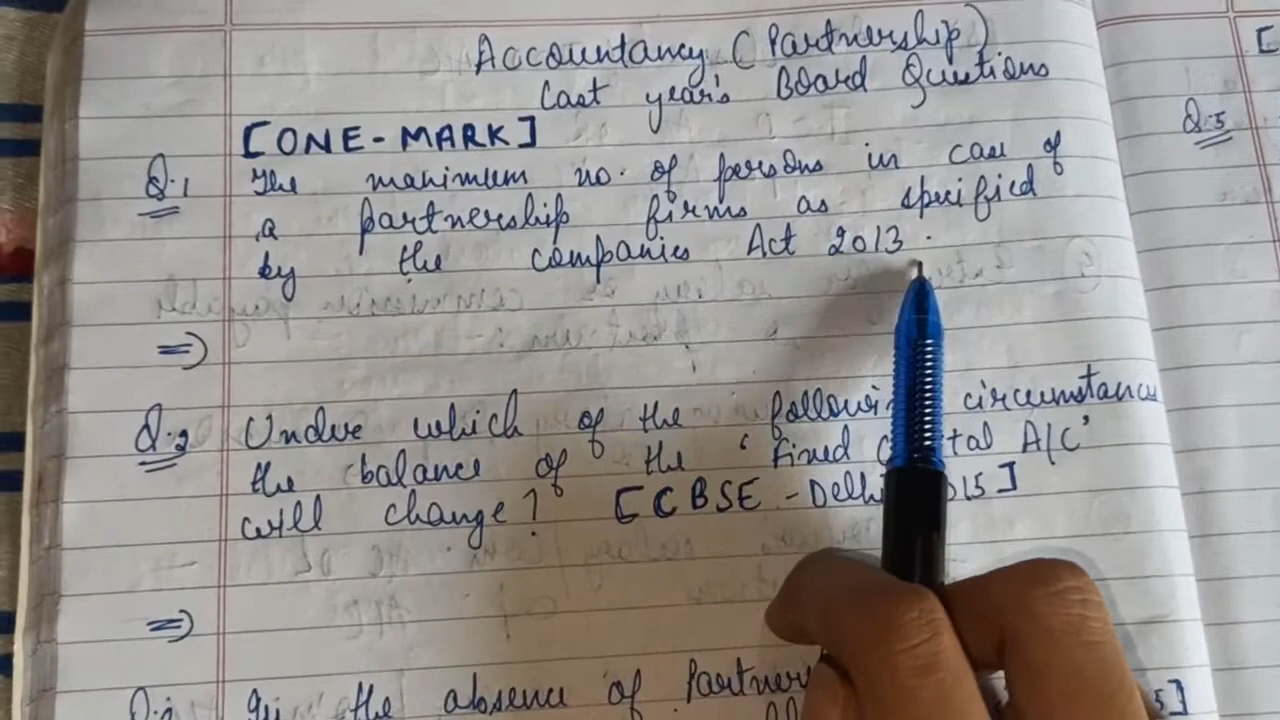 Accountancy (Partnership)
Last year's Board Questions
[ONE-MARK]
Q.1 The maximum no. of persons in case of
a partnership firms as specified
by the companies Act 2013.
=>
Q.2 Under which of the circumstances
the balance of the 'fixed A/C'
will change? [CBSE - Delhi
=>
In the absence of
Q.5